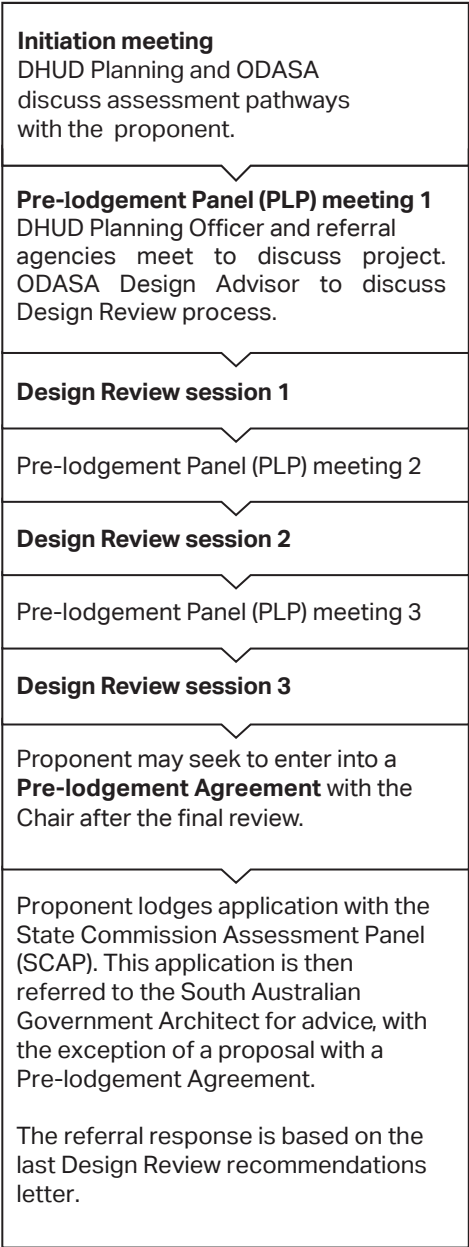 Initiation meeting
DHUD Planning and ODASA
discuss assessment pathways
with the proponent.
Pre-lodgement Panel (PLP) meeting 1
DHUD Planning Officer and referral
agencies meet to discuss project.
ODASA Design Advisor to discuss
Design Review process.
Design Review session 1
Pre-lodgement Panel (PLP) meeting 2
Design Review session 2
Pre-lodgement Panel (PLP) meeting 3
Design Review session 3
Proponent may seek to enter into a
Pre-lodgement Agreement with the
Chair after the final review.
Proponent lodges application with the
State Commission Assessment Panel
(SCAP). This application is then
referred to the South Australian
Government Architect for advice, with
the exception of a proposal with a
Pre-lodgement Agreement.
The referral response is based on the
last Design Review recommendations
letter.